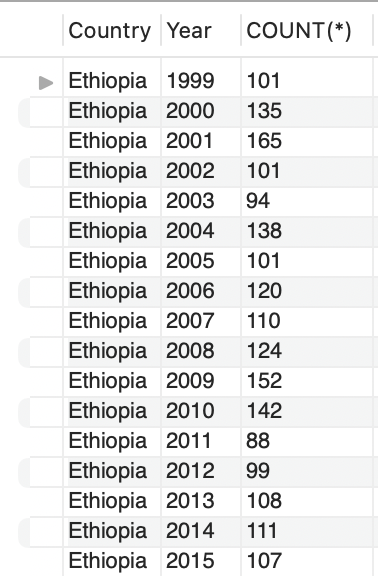 Country Year COUNT(*)
Ethiopia 1999 101
Ethiopia 2000 135
Ethiopia 2001 165
Ethiopia 2002 101
Ethiopia 2003 94
Ethiopia 2004 138
Ethiopia 2005 101
Ethiopia 2006 120
Ethiopia 2007 110
Ethiopia 2008 124
Ethiopia 2009 152
Ethiopia 2010 142
Ethiopia 2011 88
Ethiopia 2012 99
Ethiopia 2013 108
Ethiopia 2014 111
Ethiopia 2015 107